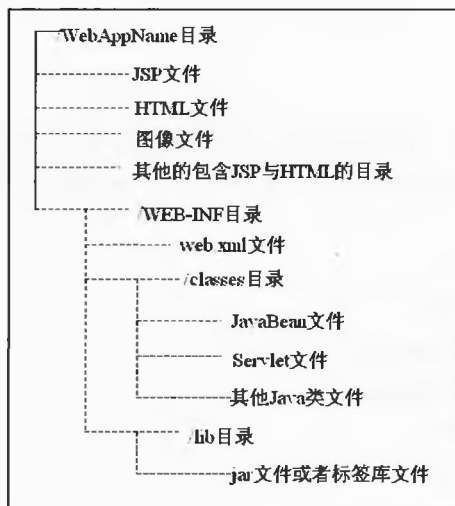 /WebAppName目录
JSP文件
HTML文件
图像文件
其他的包含JSP与HTML的目录
/WEB-INF目录
web.xml文件
/classes目录
JavaBean文件
Servlet文件
其他Java类文件
/lib目录
jar文件或者标签库文件